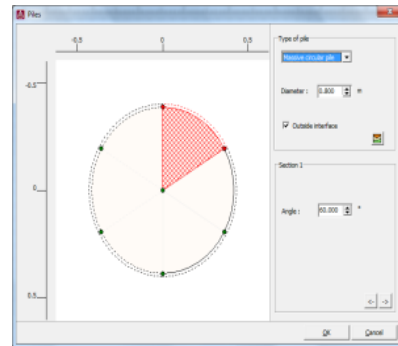 Piles
-0.5 0 0.5
-0.5
0
0.5
Type of pile
Massive circular pile
Diameter : 0.800 m
Outside interface
Section 1
Angle : 60.000 °
<- ->
OK Cancel